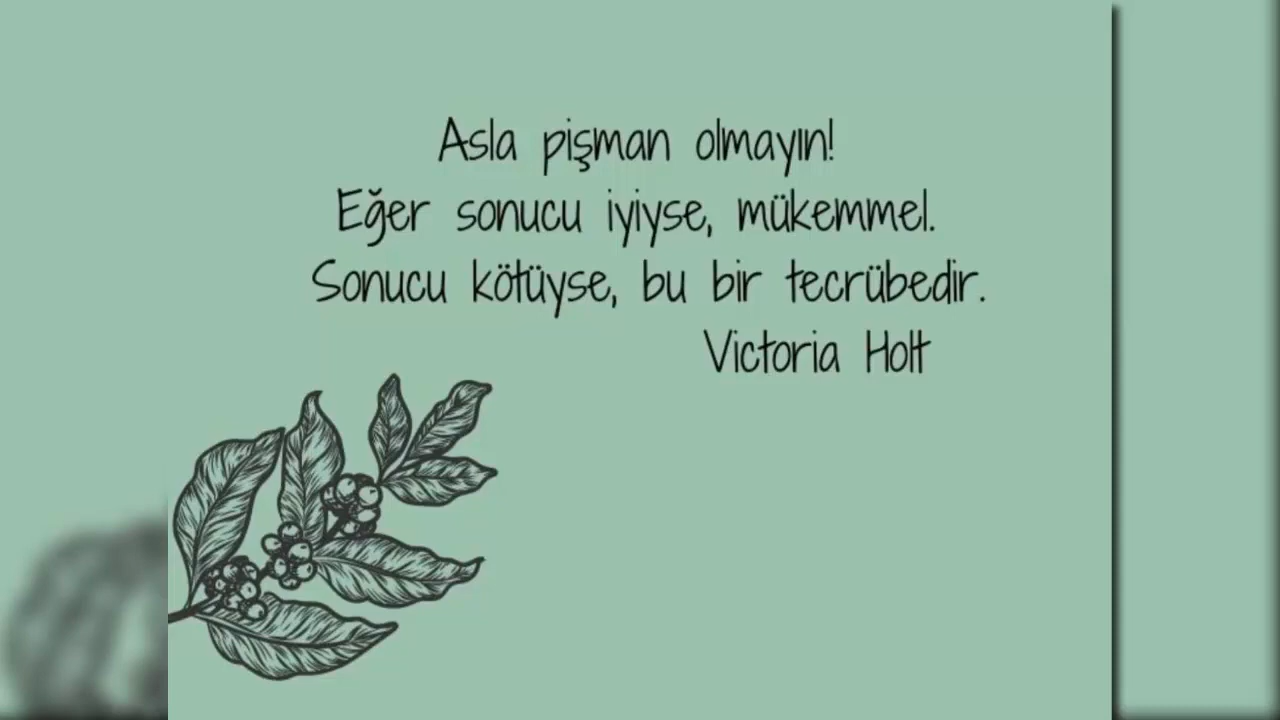 Asla pişman olmayın!
Eğer sonucu iyiyse, mükemmel.
Sonucu kötüyse, bu bir tecrübedir.
Victoria Holt